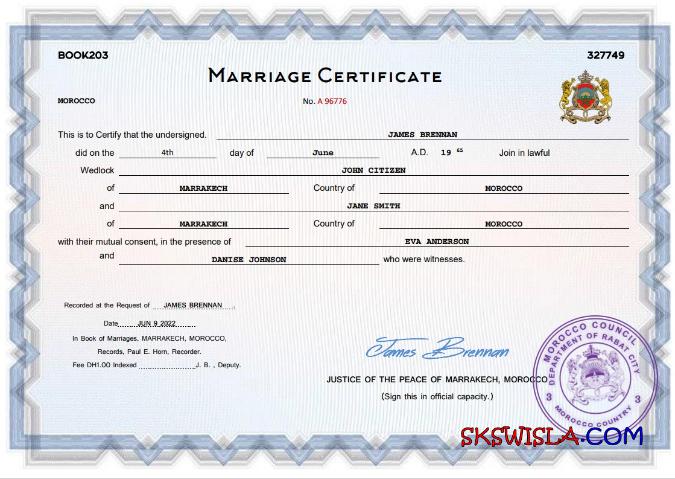 BOOK203
327749
MARRIAGE CERTIFICATE
MOROCCO
No. A 96776
This is to Certify that the undersigned. JAMES BRENNAN
did on the 4th day of June A.D. 19 65 Join in lawful
Wedlock JOHN CITIZEN
of MARRAKECH Country of MOROCCO
and JANE SMITH
of MARRAKECH Country of MOROCCO
with their mutual consent, in the presence of EVA ANDERSON
and DANISE JOHNSON who were witnesses.
Recorded at the Request of JAMES BRENNAN
Date JUN 9 2022
In Book of Marriages, MARRAKECH, MOROCCO,
Records, Paul E. Horn, Recorder.
Fee DH1.00 Indexed J. B. , Deputy.
James Brennan
JUSTICE OF THE PEACE OF MARRAKECH, MOROCCO
(Sign this in official capacity.)
MOROCCO COUNCIL
DEPARTMENT OF RABAT CITY
3 3
MOROCCO COUNTRY
SKSWISLA.COM